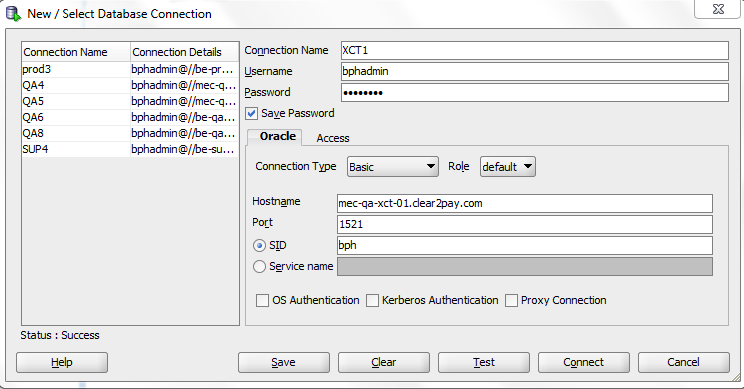 New / Select Database Connection
Connection Name Connection Details
prod3 bphadmin@//be-pr...
QA4 bphadmin@//mec-q...
QA5 bphadmin@//mec-q...
QA6 bphadmin@//be-qa...
QA8 bphadmin@//be-qa...
SUP4 bphadmin@//be-su...
Connection Name XCT1
Username bphadmin
Password ••••••••
Save Password
Oracle Access
Connection Type Basic Role default
Hostname mec-qa-xct-01.clear2pay.com
Port 1521
SID bph
Service name
OS Authentication Kerberos Authentication Proxy Connection
Status : Success
Help Save Clear Test Connect Cancel